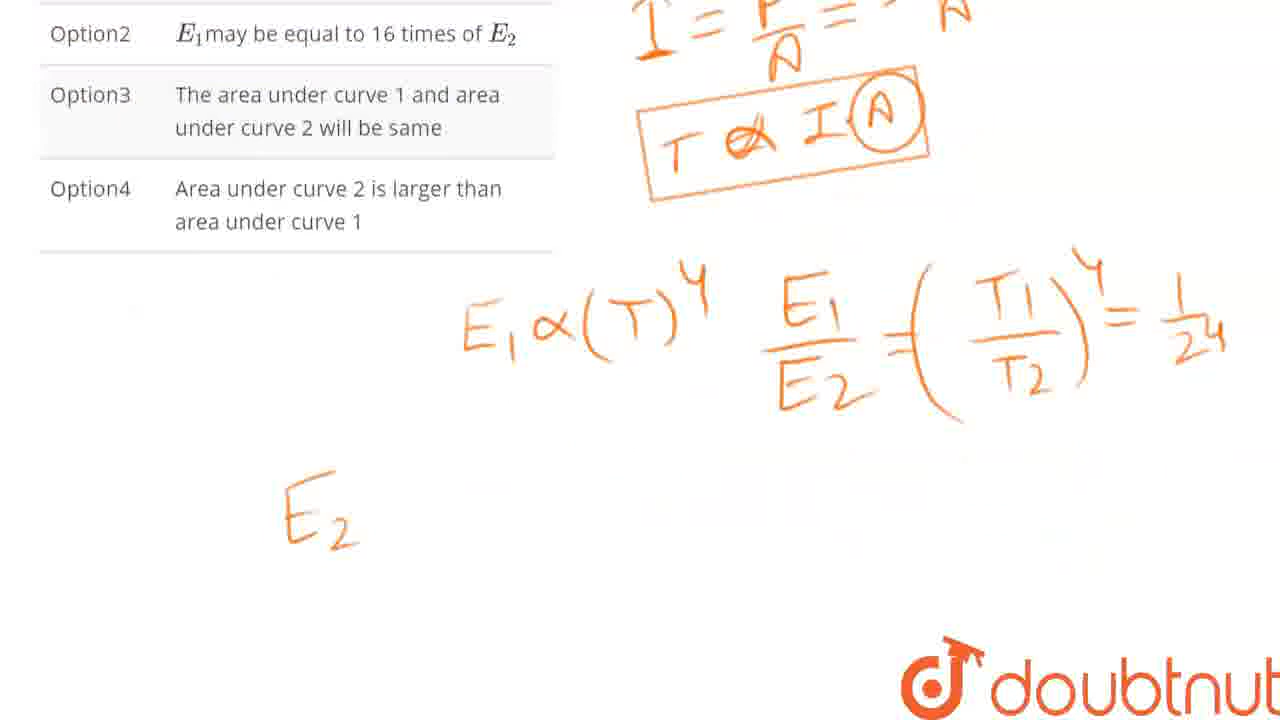 Option2 E₁may be equal to 16 times of E₂
I = P/A =
Option3 The area under curve 1 and area
under curve 2 will be same
T ∝ I.A
Option4 Area under curve 2 is larger than
area under curve 1
E₁ ∝ (T)⁴ E₁/E₂ = (T₁/T₂)⁴ = 1/2⁴
E₂
doubtnut